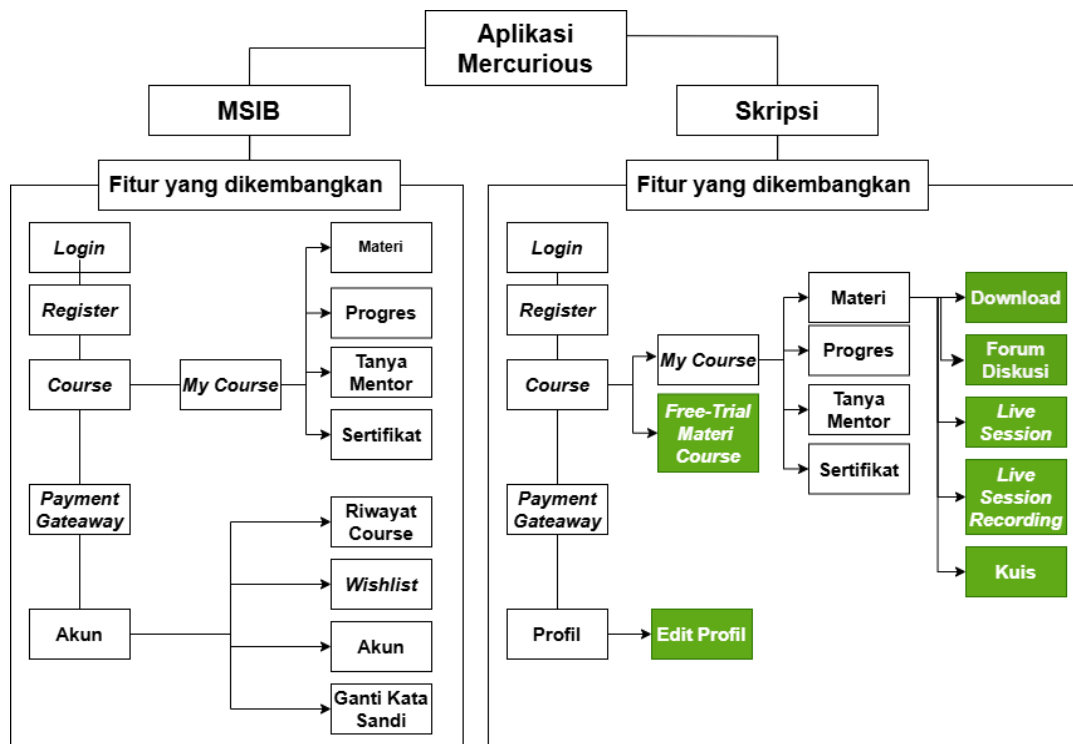 Aplikasi
Mercurious
MSIB
Skripsi
Fitur yang dikembangkan
Login
Register
Course
My Course
Materi
Progres
Tanya
Mentor
Sertifikat
Payment
Gateaway
Akun
Riwayat
Course
Wishlist
Akun
Ganti Kata
Sandi
Fitur yang dikembangkan
Login
Register
Course
My Course
Free-Trial
Materi
Course
Materi
Progres
Tanya
Mentor
Sertifikat
Download
Forum
Diskusi
Live
Session
Live
Session
Recording
Kuis
Payment
Gateaway
Profil
Edit Profil